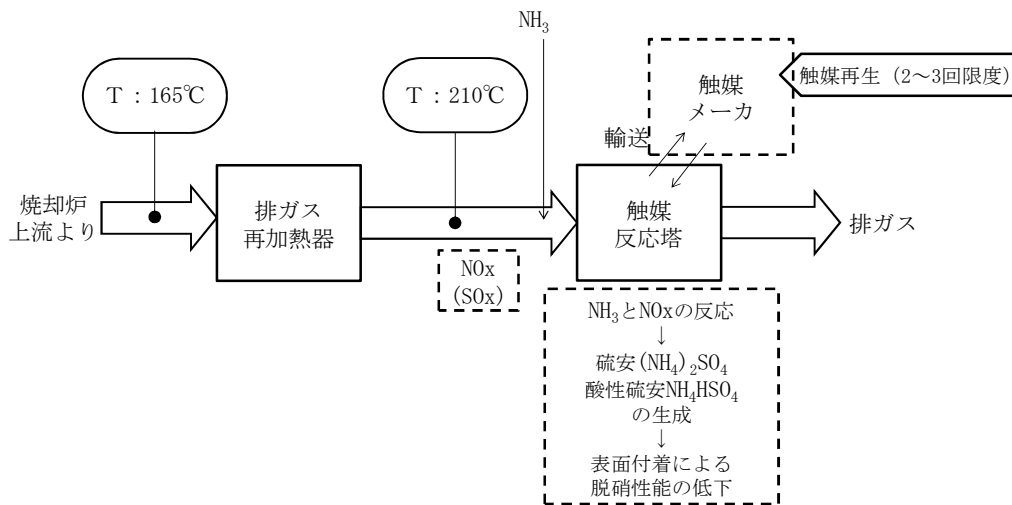 NH₃
T：165℃
T：210℃
触媒
メーカ
触媒再生（2～3回限度）
輸送
焼却炉
上流より
排ガス
再加熱器
触媒
反応塔
排ガス
NOx
(SOx)
NH₃とNOxの反応
↓
硫安(NH₄)₂SO₄
酸性硫安NH₄HSO₄
の生成
↓
表面付着による
脱硝性能の低下